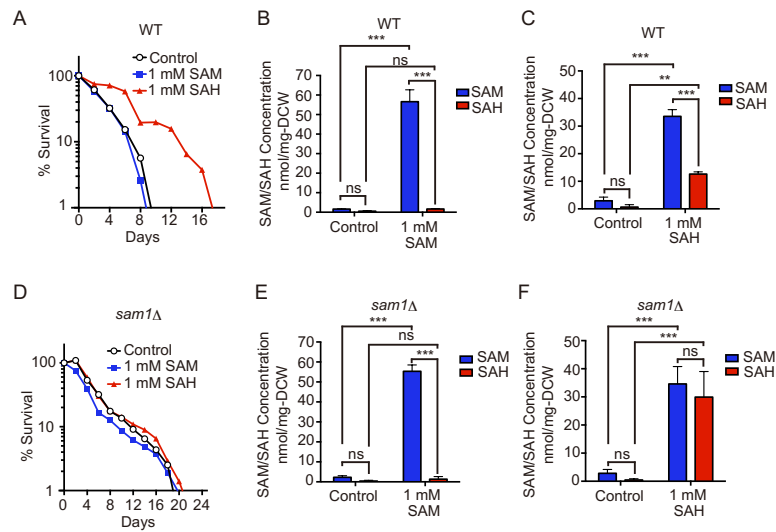 A
WT
Control
1 mM SAM
1 mM SAH
% Survival
100
10
1
0 4 8 12 16
Days
B
WT
***
ns
***
SAM
SAH
SAM/SAH Concentration
nmol/mg-DCW
70
60
50
40
30
20
10
0
ns
Control
1 mM
SAM
C
WT
***
**
***
SAM
SAH
SAM/SAH Concentration
nmol/mg-DCW
50
40
30
20
10
0
ns
Control
1 mM
SAH
D
sam1Δ
Control
1 mM SAM
1 mM SAH
% Survival
100
10
1
0 4 8 12 16 20 24
Days
E
sam1Δ
***
ns
***
SAM
SAH
SAM/SAH Concentration
nmol/mg-DCW
70
60
50
40
30
20
10
0
ns
Control
1 mM
SAM
F
sam1Δ
***
***
ns
SAM
SAH
SAM/SAH Concentration
nmol/mg-DCW
50
40
30
20
10
0
ns
Control
1 mM
SAH